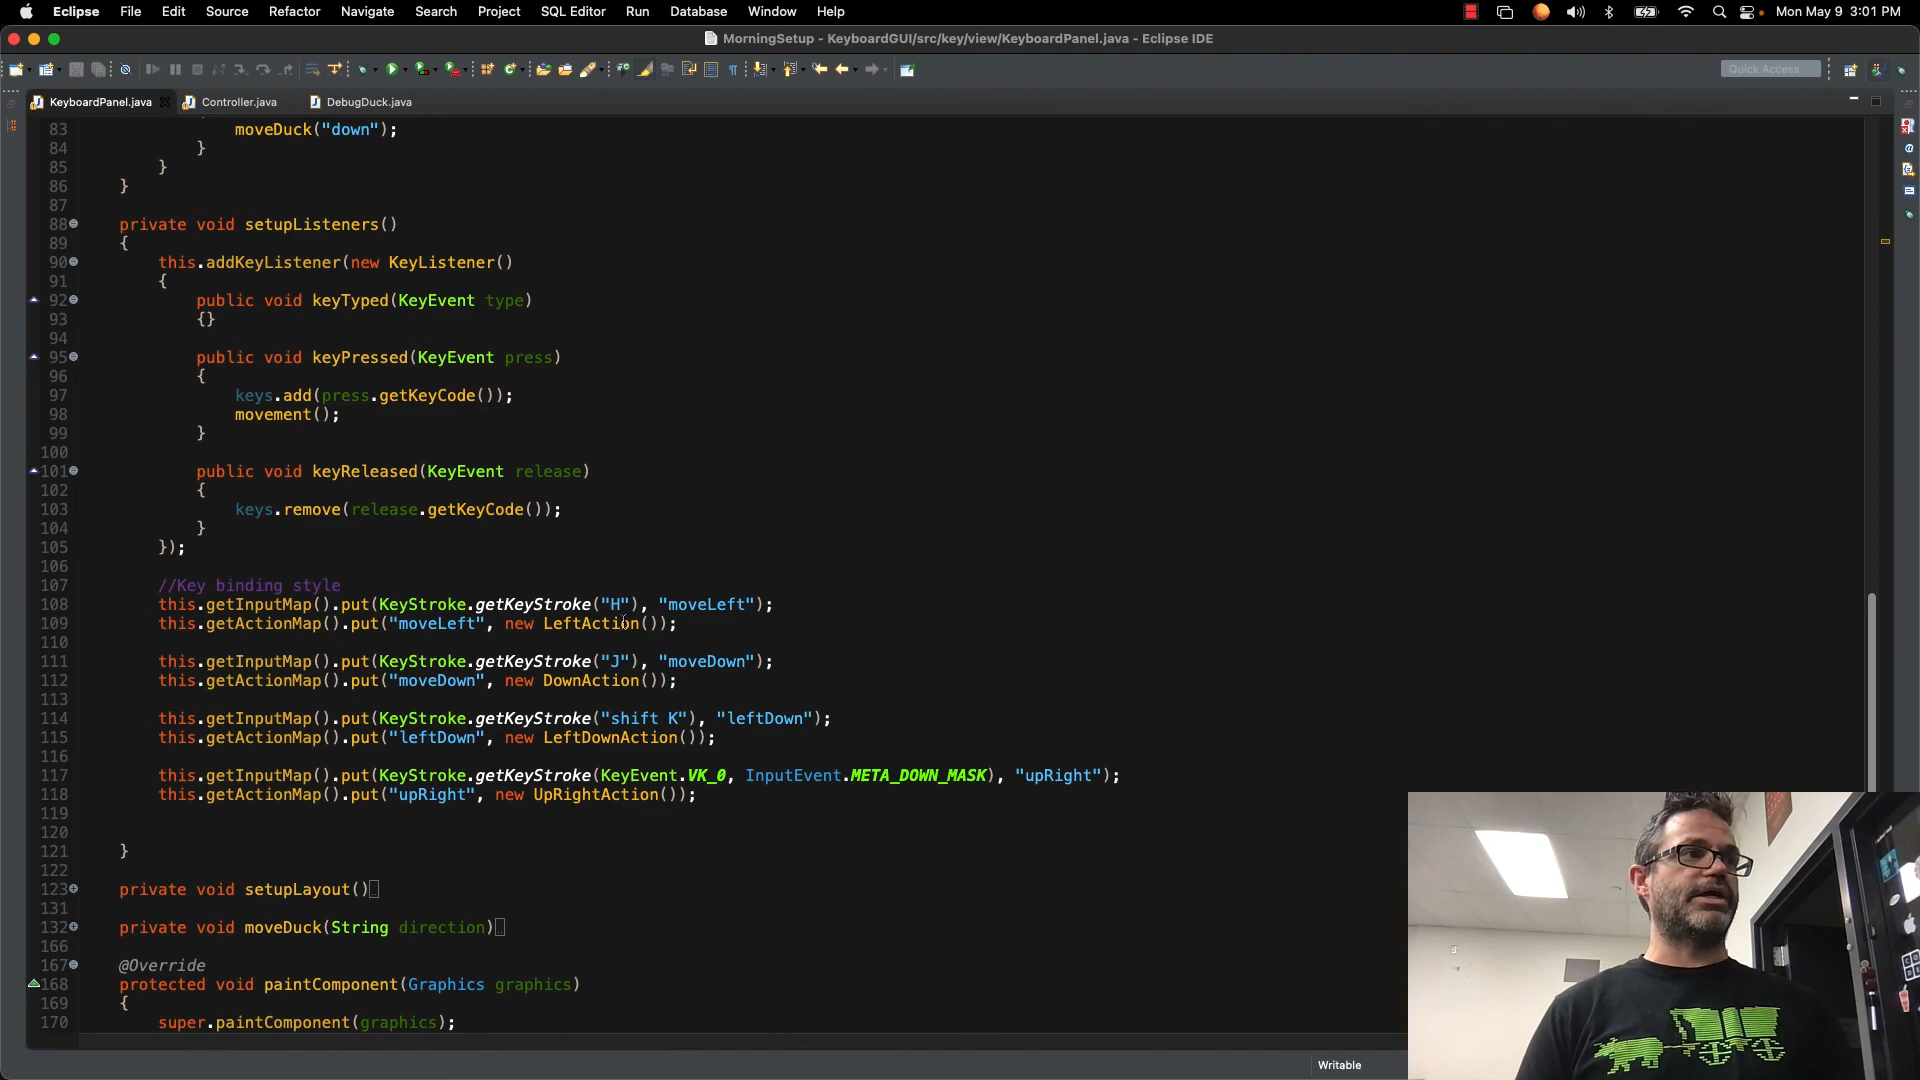 Eclipse File Edit Source Refactor Navigate Search Project SQL Editor Run Database Window Help Mon May 9 3:01 PM
MorningSetup - KeyboardGUI/src/key/view/KeyboardPanel.java - Eclipse IDE
Quick Access
KeyboardPanel.java Controller.java DebugDuck.java
83 moveDuck("down");
84 }
85 }
86 }
87
88 private void setupListeners()
89 {
90 this.addKeyListener(new KeyListener()
91 {
92 public void keyTyped(KeyEvent type)
93 {}
94
95 public void keyPressed(KeyEvent press)
96 {
97 keys.add(press.getKeyCode());
98 movement();
99 }
100
101 public void keyReleased(KeyEvent release)
102 {
103 keys.remove(release.getKeyCode());
104 }
105 });
106
107 //Key binding style
108 this.getInputMap().put(KeyStroke.getKeyStroke("H"), "moveLeft");
109 this.getActionMap().put("moveLeft", new LeftAction());
110
111 this.getInputMap().put(KeyStroke.getKeyStroke("J"), "moveDown");
112 this.getActionMap().put("moveDown", new DownAction());
113
114 this.getInputMap().put(KeyStroke.getKeyStroke("shift K"), "leftDown");
115 this.getActionMap().put("leftDown", new LeftDownAction());
116
117 this.getInputMap().put(KeyStroke.getKeyStroke(KeyEvent.VK_0, InputEvent.META_DOWN_MASK), "upRight");
118 this.getActionMap().put("upRight", new UpRightAction());
119
120
121 }
122
123 private void setupLayout()
131
132 private void moveDuck(String direction)
166
167 @Override
168 protected void paintComponent(Graphics graphics)
169 {
170 super.paintComponent(graphics);
Writable